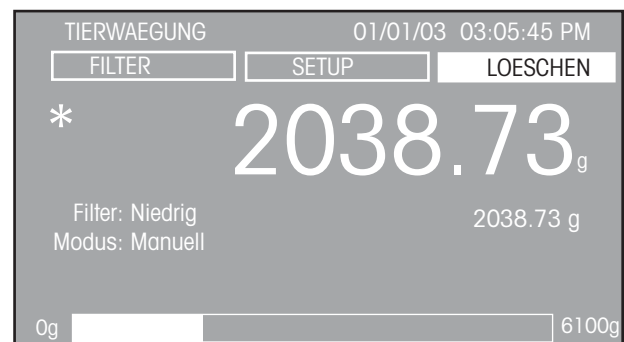 TIERWAEGUNG 01/01/03 03:05:45 PM
FILTER SETUP LOESCHEN
* 2038.73 g
Filter: Niedrig 2038.73 g
Modus: Manuell
0g 6100g